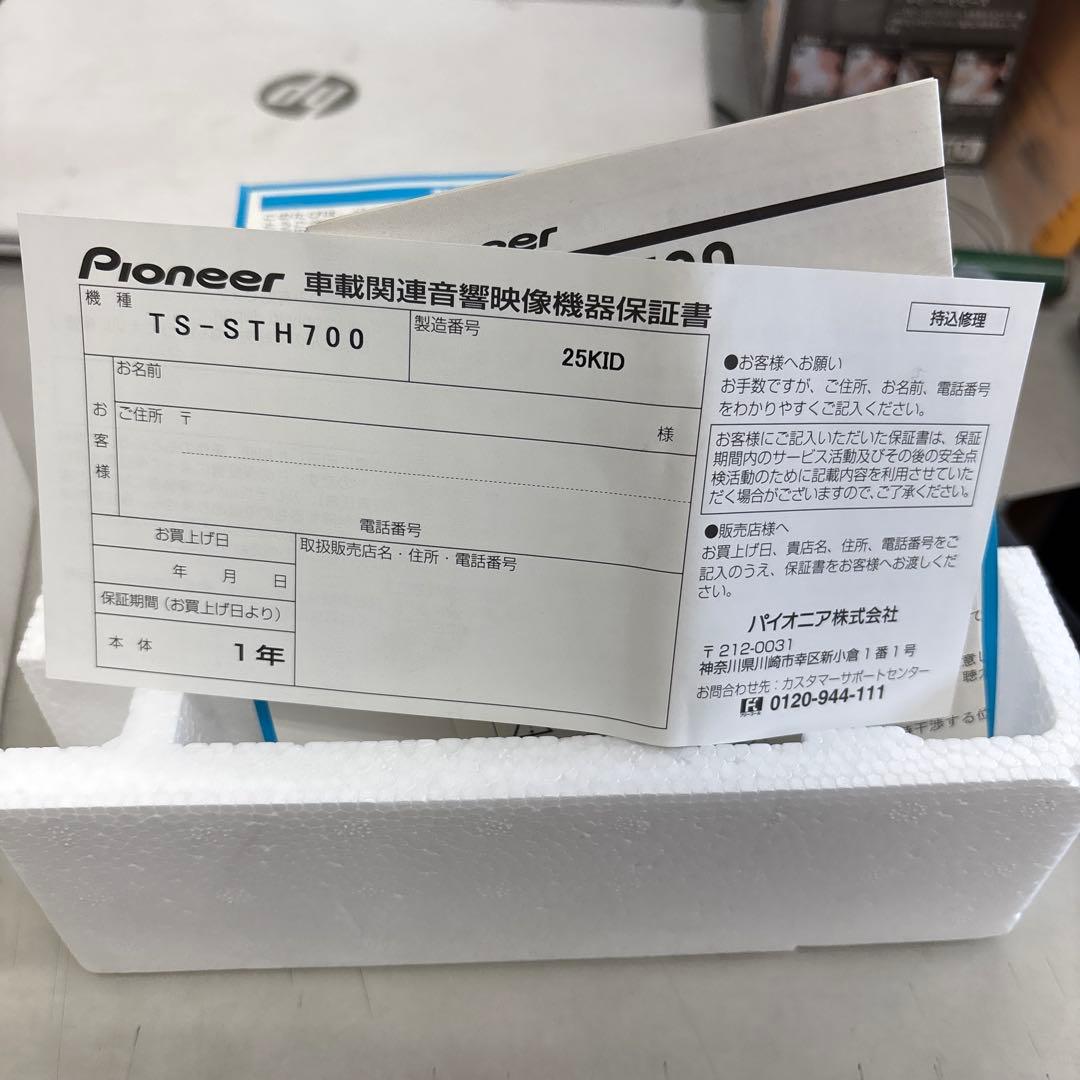 hp
Pioneer 車載関連音響映像機器保証書
持込修理
機種
TS-STH700
製造番号
25KID
お客様
お名前
様
ご住所 〒
電話番号
お買上げ日
年 月 日
保証期間(お買上げ日より)
本体 1年
取扱販売店名・住所・電話番号
●お客様へお願い
お手数ですが、ご住所、お名前、電話番号
をわかりやすくご記入ください。
お客様にご記入いただいた保証書は、保証
期間内のサービス活動及びその後の安全点
検活動のために記載内容を利用させていた
だく場合がございますので、ご了承ください。
●販売店様へ
お買上げ日、貴店名、住所、電話番号をご
記入のうえ、保証書をお客様へお渡しくだ
さい。
パイオニア株式会社
〒212-0031
神奈川県川崎市幸区新小倉1番1号
お問合わせ先:カスタマーサポートセンター
0120-944-111
干渉する位